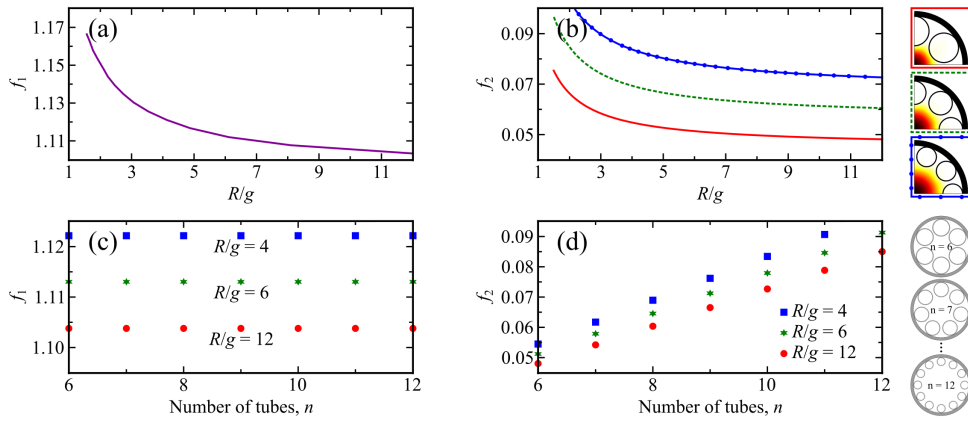 (a)
f1
1.17
1.15
1.13
1.11
1 3 5 7 9 11
R/g
(b)
f2
0.09
0.07
0.05
1 3 5 7 9 11
R/g
(c)
f1
1.12
1.11
1.10
R/g = 4
R/g = 6
R/g = 12
6 8 10 12
Number of tubes, n
(d)
f2
0.09
0.08
0.07
0.06
0.05
R/g = 4
R/g = 6
R/g = 12
6 8 10 12
Number of tubes, n
n = 6
n = 7
n = 12